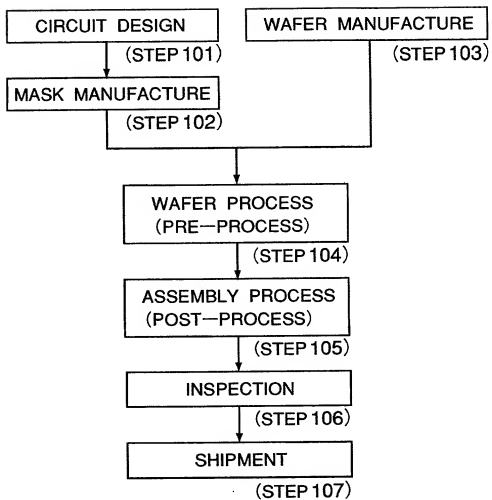 CIRCUIT DESIGN
(STEP 101)
WAFER MANUFACTURE
(STEP 103)
MASK MANUFACTURE
(STEP 102)
WAFER PROCESS
(PRE—PROCESS)
(STEP 104)
ASSEMBLY PROCESS
(POST—PROCESS)
(STEP 105)
INSPECTION
(STEP 106)
SHIPMENT
(STEP 107)